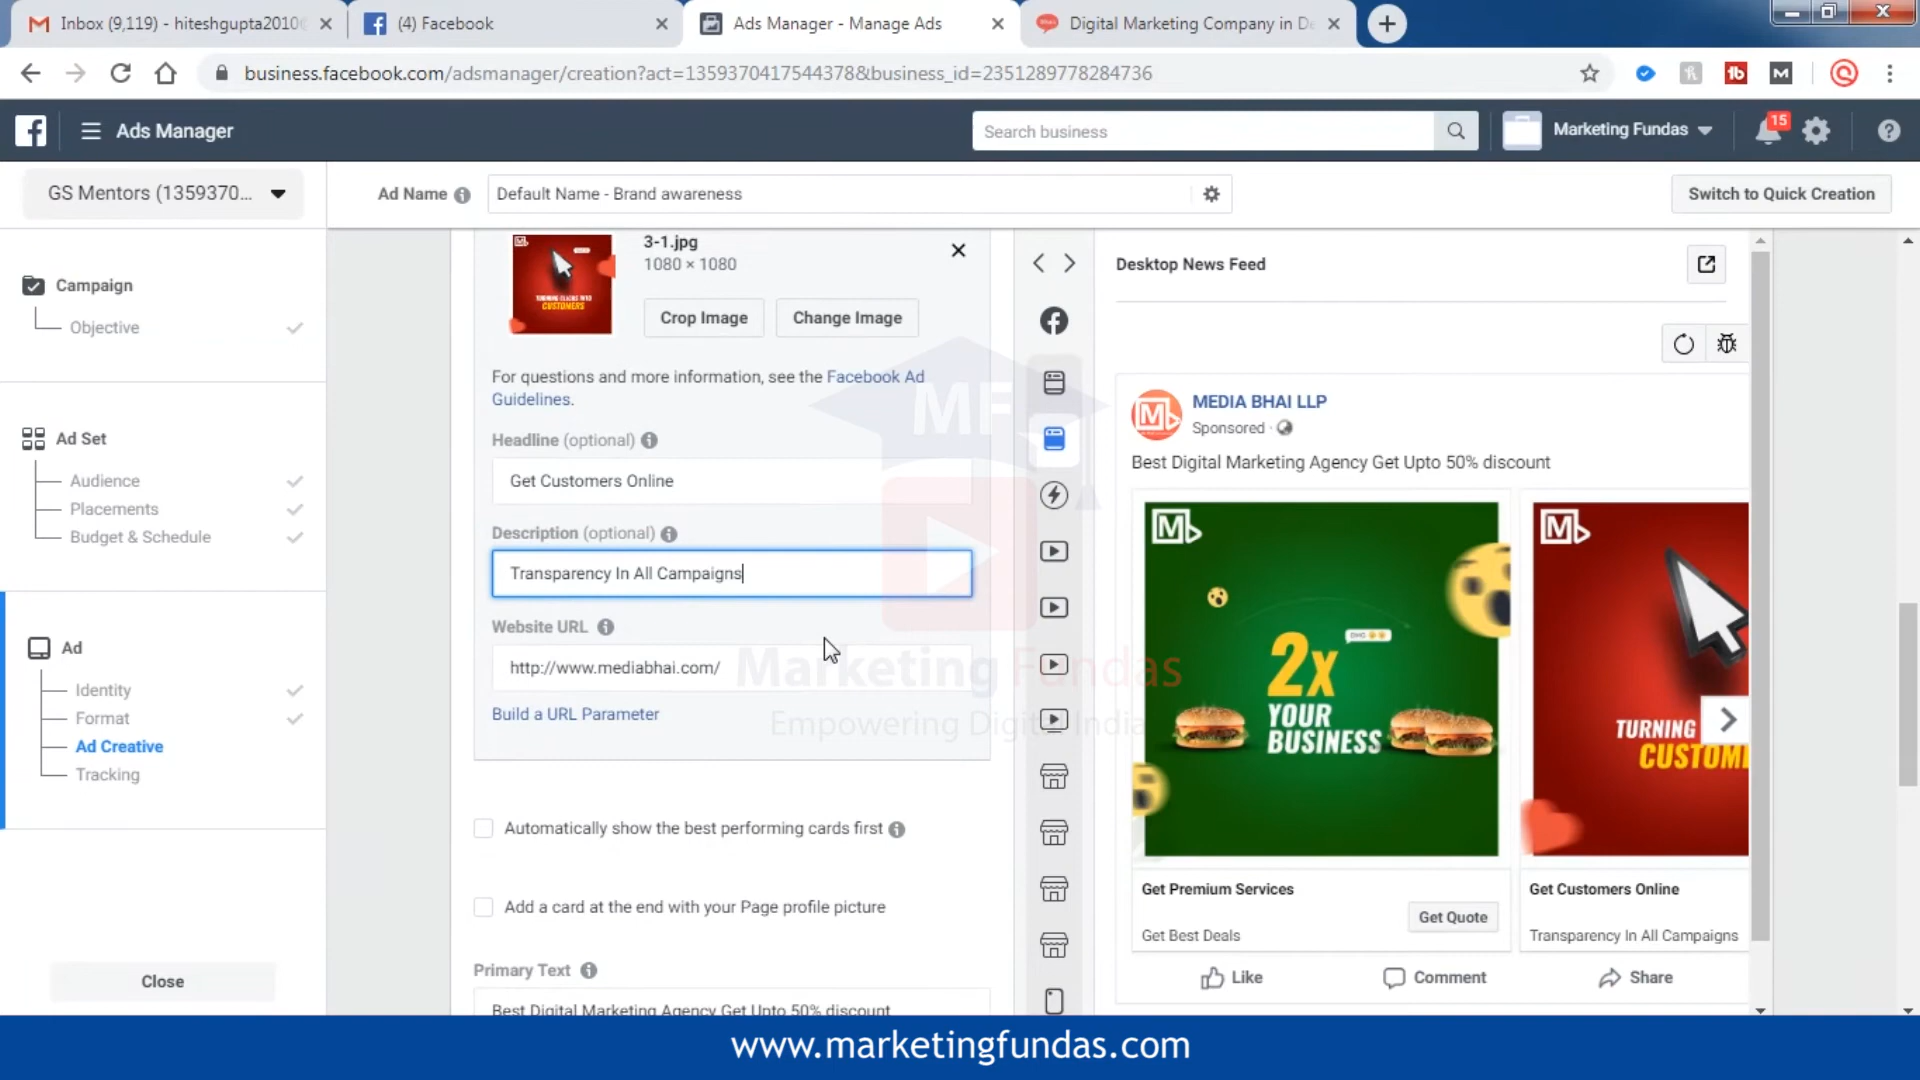 Inbox (9,119) - hiteshgupta2010
(4) Facebook
Ads Manager - Manage Ads
Digital Marketing Company in De
business.facebook.com/adsmanager/creation?act=1359370417544378&business_id=2351289778284736
Ads Manager
Search business
Marketing Fundas
15
GS Mentors (1359370...
Ad Name
Default Name - Brand awareness
Switch to Quick Creation
Campaign
Objective
Ad Set
Audience
Placements
Budget & Schedule
Ad
Identity
Format
Ad Creative
Tracking
Close
3-1.jpg
1080 × 1080
TURNING CLICKS INTO
CUSTOMERS
Crop Image
Change Image
For questions and more information, see the Facebook Ad
Guidelines.
Headline (optional)
Get Customers Online
Description (optional)
Transparency In All Campaigns
Website URL
http://www.mediabhai.com/
Build a URL Parameter
Automatically show the best performing cards first
Add a card at the end with your Page profile picture
Primary Text
Best Digital Marketing Agency Get Upto 50% discount
MF
Marketing Fundas
Empowering Digital India
Desktop News Feed
MEDIA BHAI LLP
Sponsored ·
Best Digital Marketing Agency Get Upto 50% discount
M
OMG
2x
YOUR
BUSINESS
Get Premium Services
Get Quote
Get Best Deals
M
TURNING
CUSTOM
Get Customers Online
Transparency In All Campaigns
Like
Comment
Share
www.marketingfundas.com